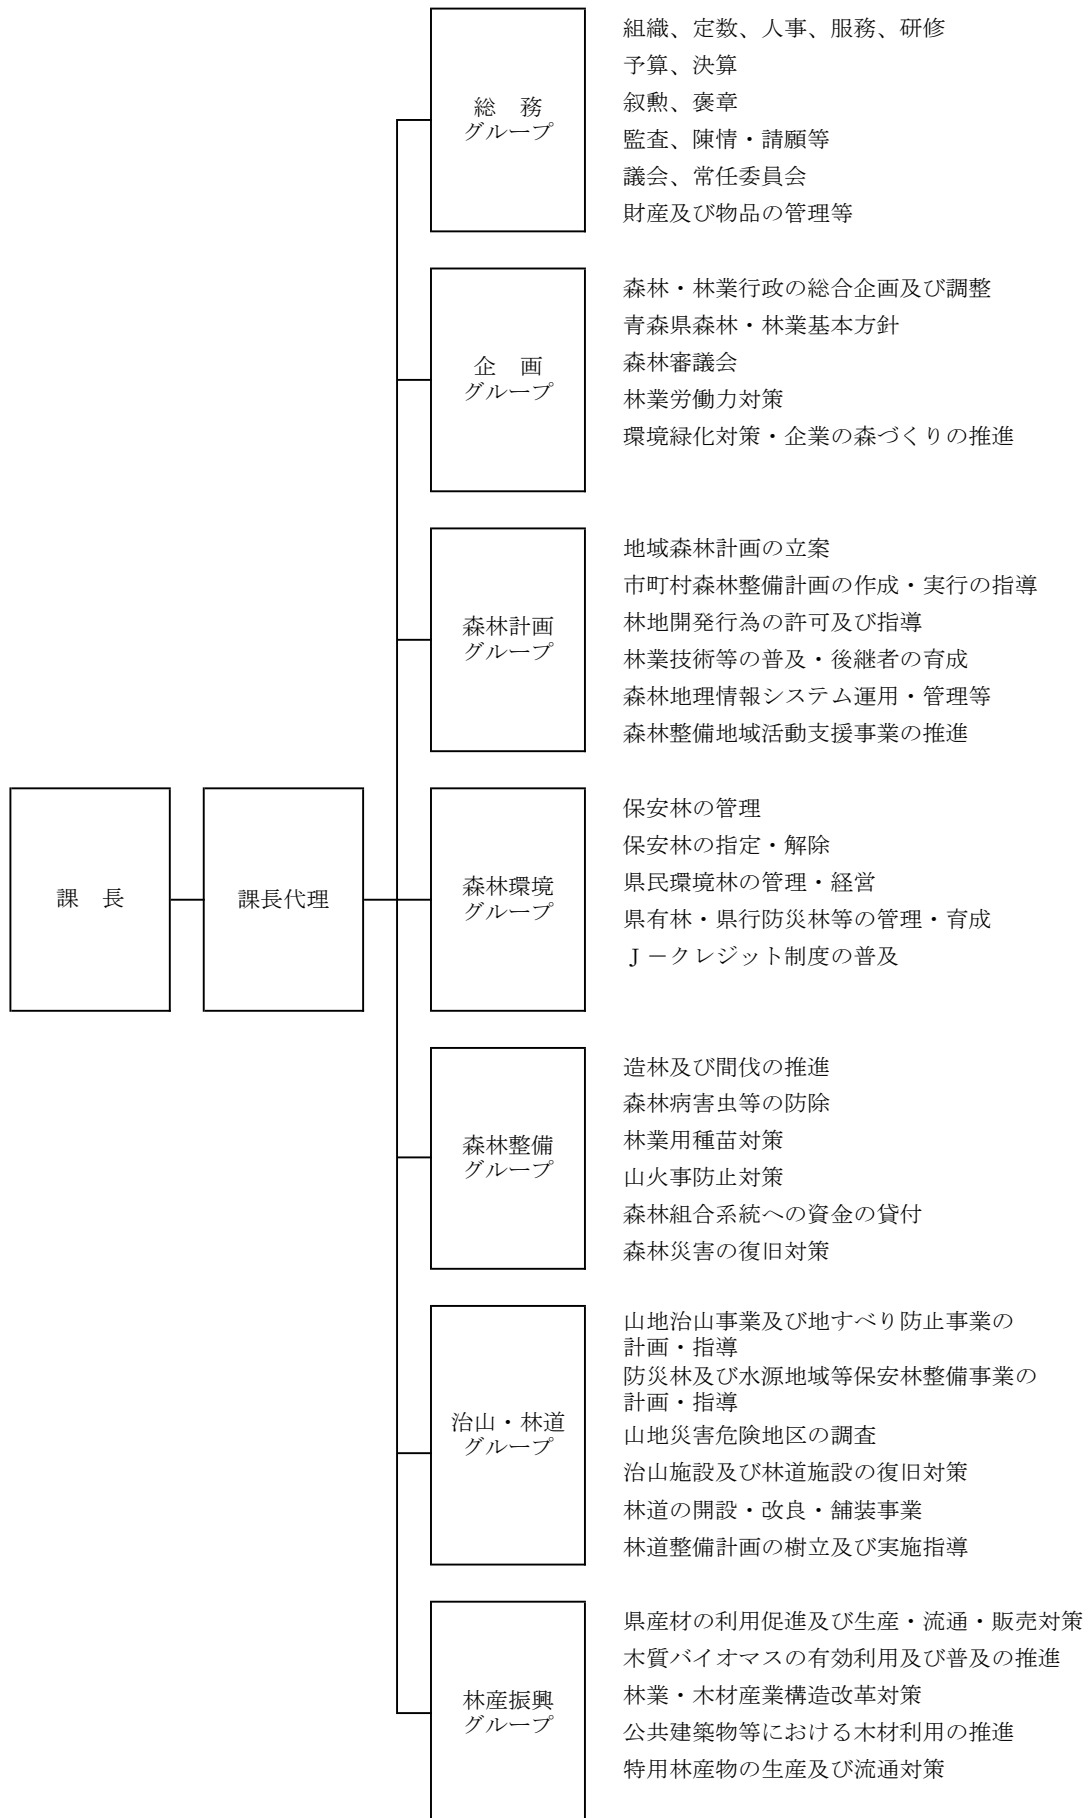 総　務
グループ
組織、定数、人事、服務、研修
予算、決算
叙勲、褒章
監査、陳情・請願等
議会、常任委員会
財産及び物品の管理等
企　画
グループ
森林・林業行政の総合企画及び調整
青森県森林・林業基本方針
森林審議会
林業労働力対策
環境緑化対策・企業の森づくりの推進
森林計画
グループ
地域森林計画の立案
市町村森林整備計画の作成・実行の指導
林地開発行為の許可及び指導
林業技術等の普及・後継者の育成
森林地理情報システム運用・管理等
森林整備地域活動支援事業の推進
課　長
課長代理
森林環境
グループ
保安林の管理
保安林の指定・解除
県民環境林の管理・経営
県有林・県行防災林等の管理・育成
Ｊ－クレジット制度の普及
森林整備
グループ
造林及び間伐の推進
森林病害虫等の防除
林業用種苗対策
山火事防止対策
森林組合系統への資金の貸付
森林災害の復旧対策
治山・林道
グループ
山地治山事業及び地すべり防止事業の
計画・指導
防災林及び水源地域等保安林整備事業の
計画・指導
山地災害危険地区の調査
治山施設及び林道施設の復旧対策
林道の開設・改良・舗装事業
林道整備計画の樹立及び実施指導
林産振興
グループ
県産材の利用促進及び生産・流通・販売対策
木質バイオマスの有効利用及び普及の推進
林業・木材産業構造改革対策
公共建築物等における木材利用の推進
特用林産物の生産及び流通対策